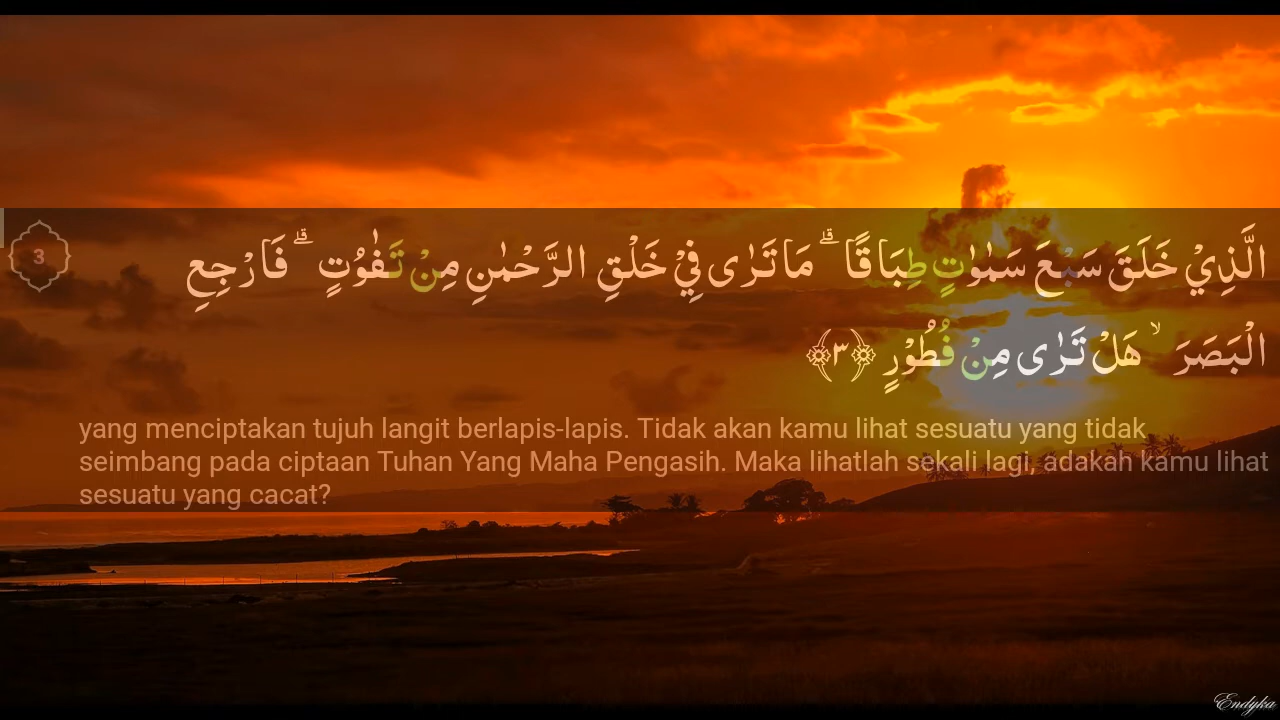 3
الَّذِيْ خَلَقَ سَبْعَ سَمٰوٰتٍ طِبَاقًا ۗ مَا تَرٰى فِيْ خَلْقِ الرَّحْمٰنِ مِنْ تَفٰوُتٍ ۗ فَارْجِعِ
الْبَصَرَ ۙ هَلْ تَرٰى مِنْ فُطُوْرٍ ﴿٣﴾
yang menciptakan tujuh langit berlapis-lapis. Tidak akan kamu lihat sesuatu yang tidak
seimbang pada ciptaan Tuhan Yang Maha Pengasih. Maka lihatlah sekali lagi, adakah kamu lihat
sesuatu yang cacat?
Endyka